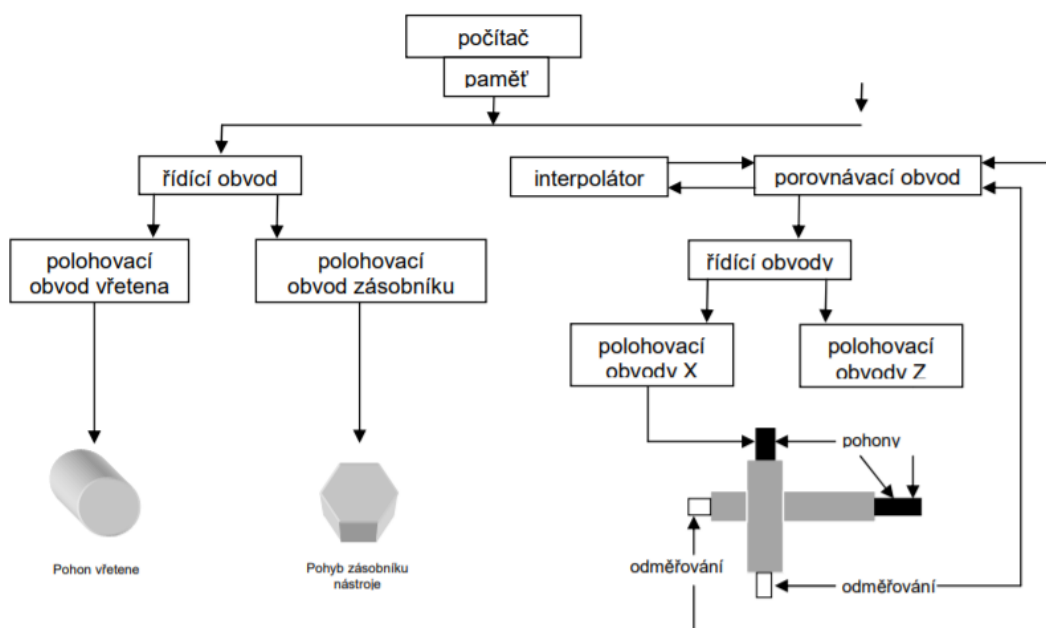 počítač
paměť
řídící obvod
interpolátor
porovnávací obvod
polohovací
obvod vřetena
polohovací
obvod zásobníku
řídící obvody
polohovací
obvody X
polohovací
obvody Z
pohony
odměřování
odměřování
Pohon vřetene
Pohyb zásobníku
nástroje